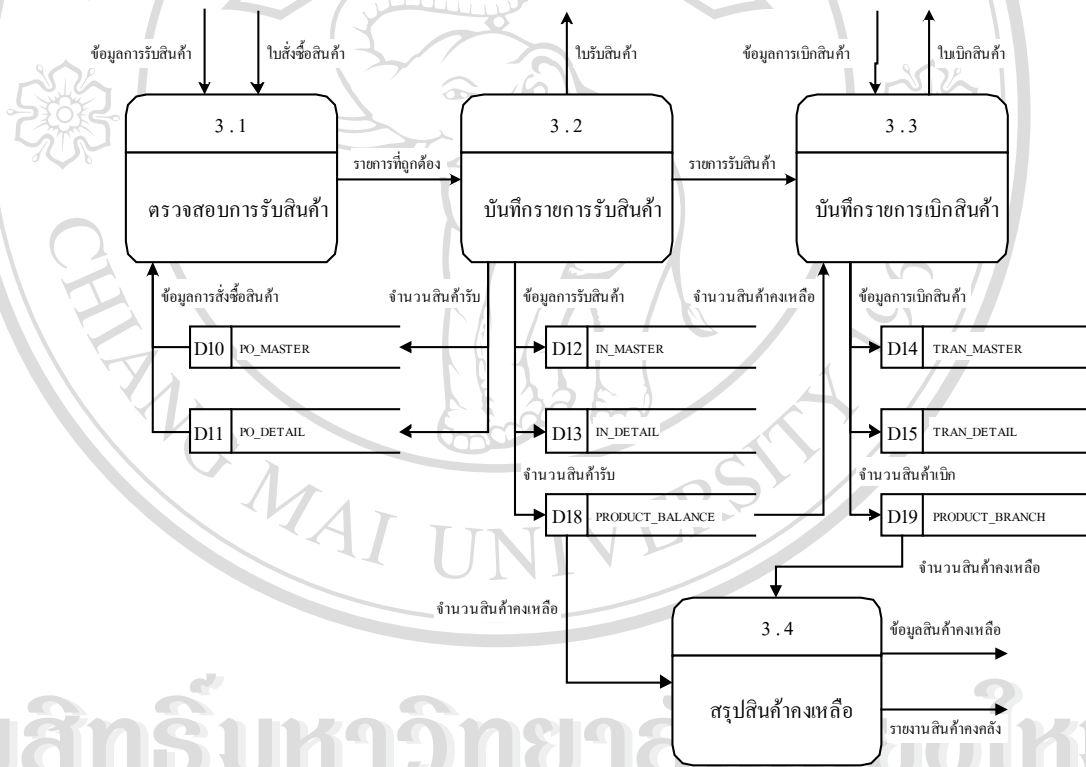 ข้อมูลการรับสินค้า
ใบสั่งซื้อสินค้า
ใบรับสินค้า
ข้อมูลการเบิกสินค้า
ใบเบิกสินค้า
3.1
ตรวจสอบการรับสินค้า
รายการที่ถูกต้อง
3.2
บันทึกรายการรับสินค้า
รายการรับสินค้า
3.3
บันทึกรายการเบิกสินค้า
ข้อมูลการสั่งซื้อสินค้า
จำนวนสินค้ารับ
ข้อมูลการรับสินค้า
จำนวนสินค้าคงเหลือ
ข้อมูลการเบิกสินค้า
D10 PO_MASTER
D12 IN_MASTER
D14 TRAN_MASTER
D11 PO_DETAIL
D13 IN_DETAIL
D15 TRAN_DETAIL
จำนวนสินค้ารับ
จำนวนสินค้าเบิก
D18 PRODUCT_BALANCE
D19 PRODUCT_BRANCH
จำนวนสินค้าคงเหลือ
จำนวนสินค้าคงเหลือ
3.4
สรุปสินค้าคงเหลือ
ข้อมูลสินค้าคงเหลือ
รายงานสินค้าคงคลัง
CHIANG MAI UNIVERSITY